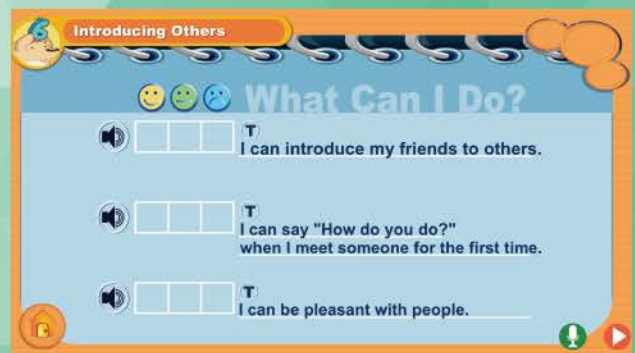 6
Introducing Others
What Can I Do?
T
I can introduce my friends to others.
T
I can say "How do you do?"
when I meet someone for the first time.
T
I can be pleasant with people.